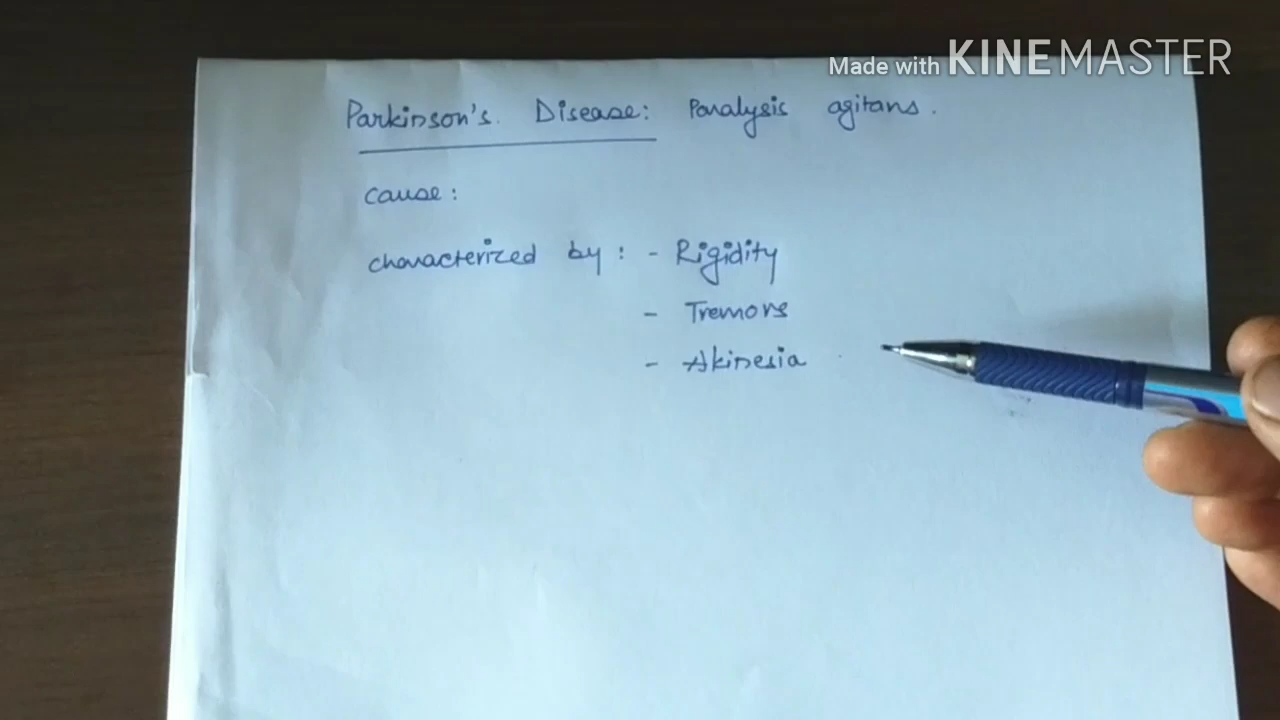 Made with KINEMASTER
Parkinson's. Disease: Paralysis agitans.
cause:
characterized by: - Rigidity
- Tremors
- Akinesia